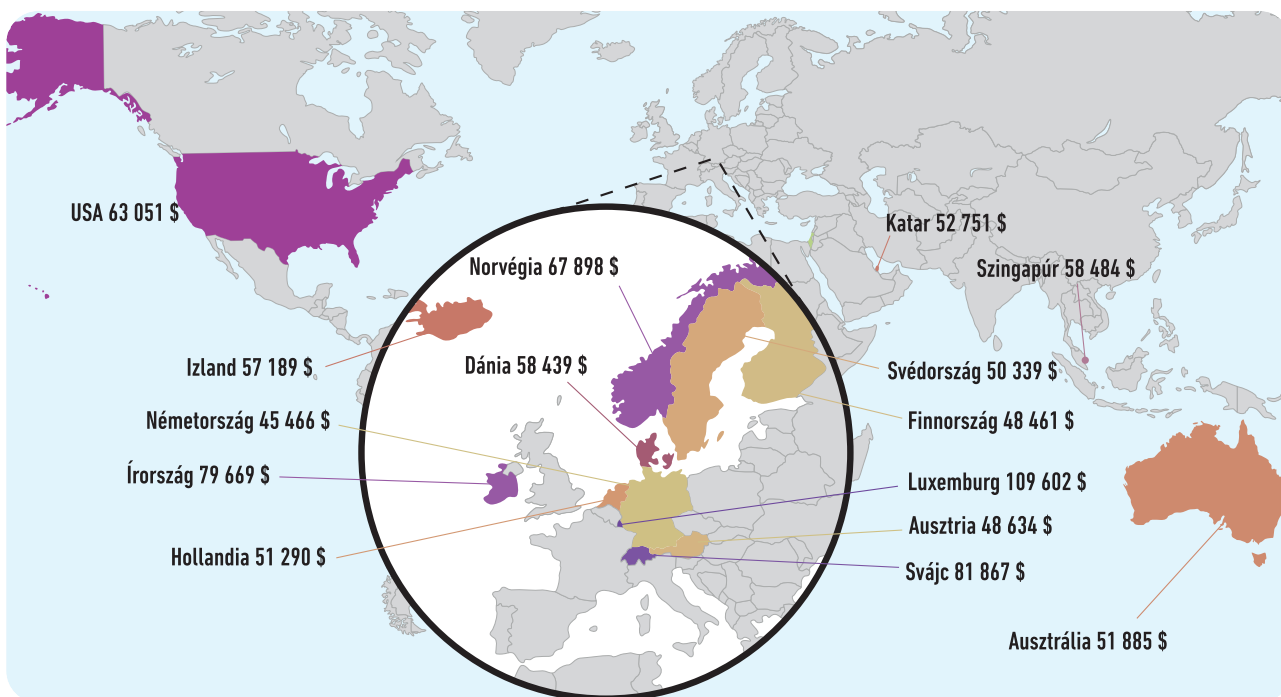 USA 63 051 $
Katar 52 751 $
Norvégia 67 898 $
Szingapúr 58 484 $
Izland 57 189 $
Dánia 58 439 $
Svédország 50 339 $
Németország 45 466 $
Finnország 48 461 $
Írország 79 669 $
Luxemburg 109 602 $
Ausztria 48 634 $
Hollandia 51 290 $
Svájc 81 867 $
Ausztrália 51 885 $